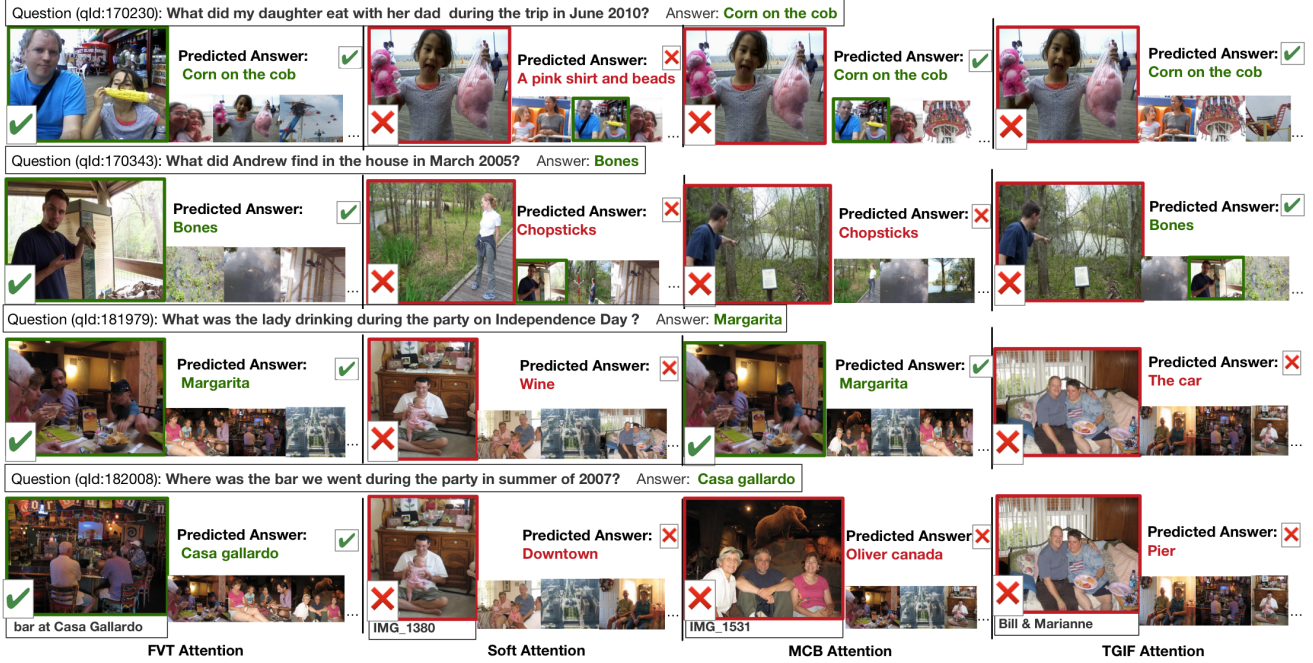 Question (qId:170230): What did my daughter eat with her dad during the trip in June 2010? Answer: Corn on the cob
Predicted Answer:
Corn on the cob
...
Predicted Answer:
A pink shirt and beads
...
Predicted Answer:
Corn on the cob
...
Predicted Answer:
Corn on the cob
...
Question (qId:170343): What did Andrew find in the house in March 2005? Answer: Bones
Predicted Answer:
Bones
...
Predicted Answer:
Chopsticks
...
Predicted Answer:
Chopsticks
...
Predicted Answer:
Bones
...
Question (qId:181979): What was the lady drinking during the party on Independence Day ? Answer: Margarita
Predicted Answer:
Margarita
...
Predicted Answer:
Wine
...
Predicted Answer:
Margarita
...
Predicted Answer:
The car
...
Question (qId:182008): Where was the bar we went during the party in summer of 2007? Answer: Casa gallardo
Predicted Answer:
Casa gallardo
...
bar at Casa Gallardo
Predicted Answer:
Downtown
...
IMG_1380
Predicted Answer:
Oliver canada
...
IMG_1531
Predicted Answer:
Pier
...
Bill & Marianne
FVT Attention
Soft Attention
MCB Attention
TGIF Attention